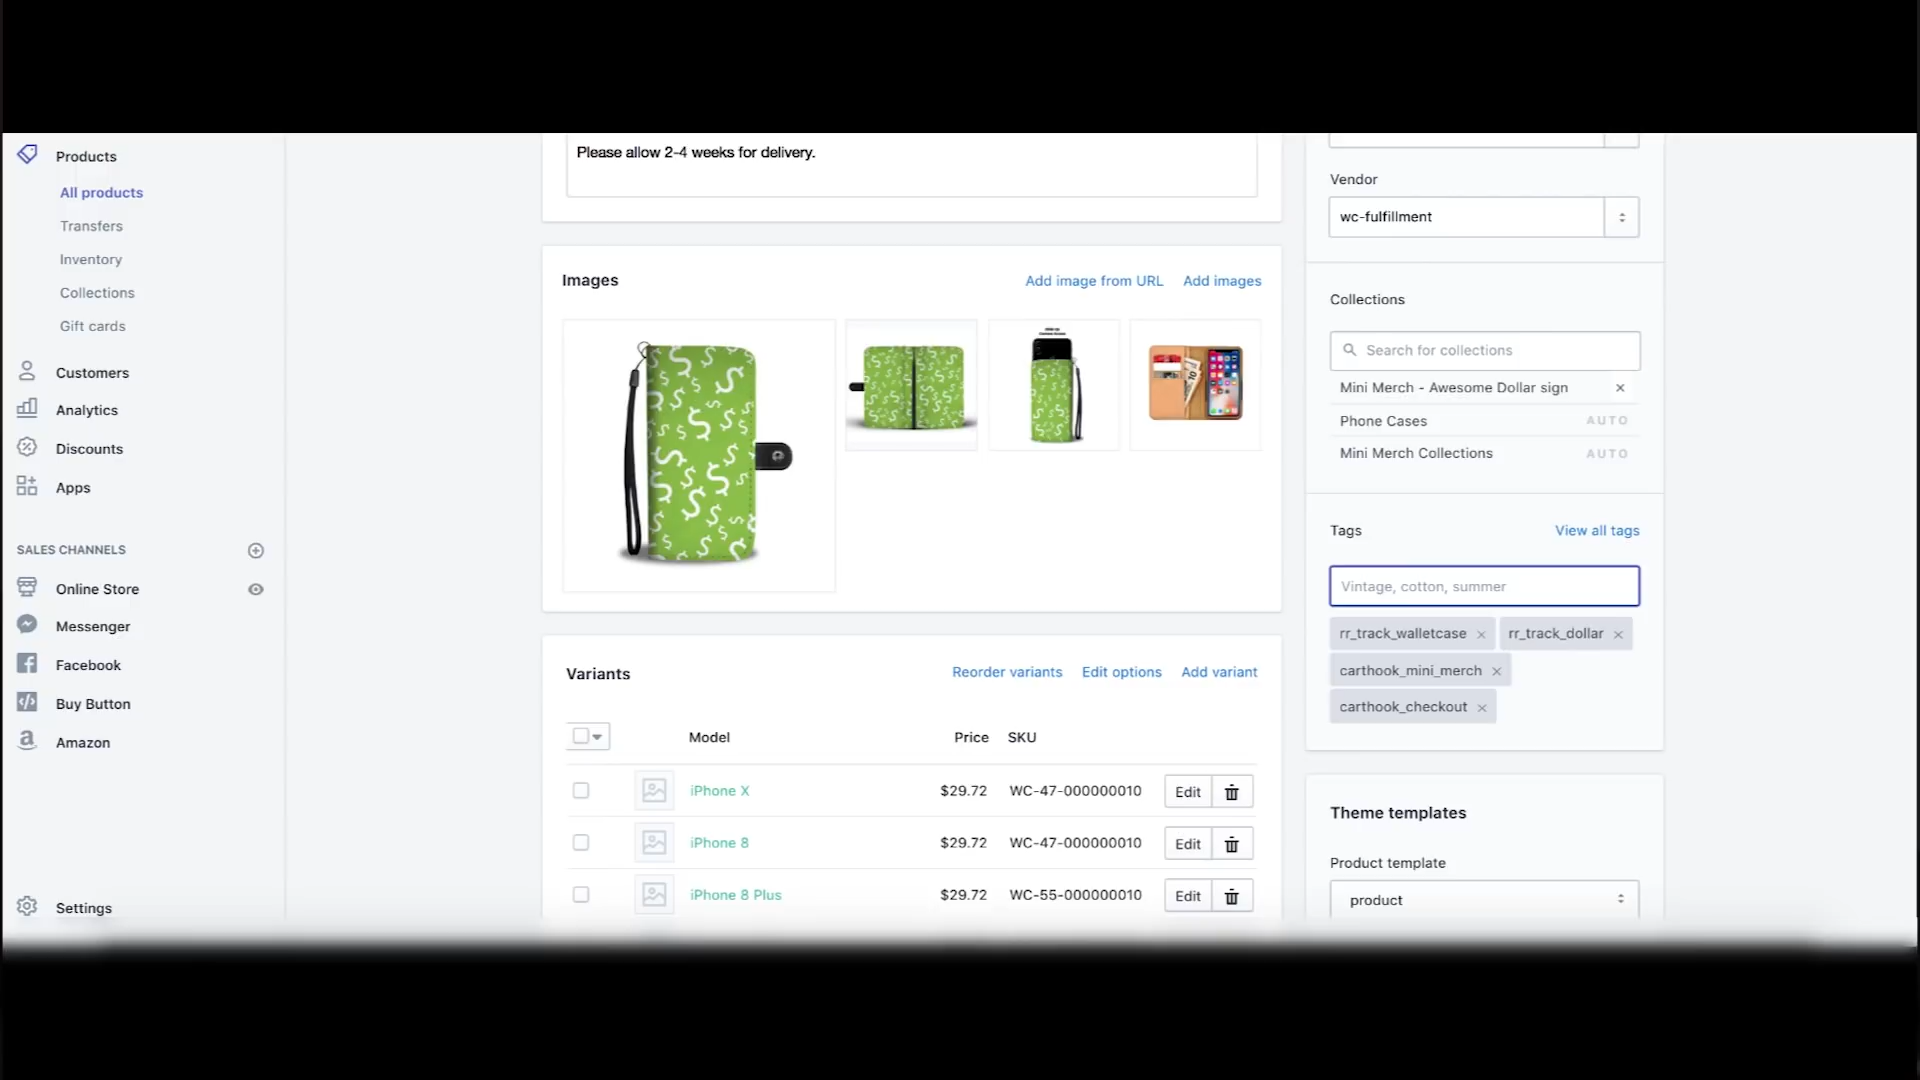 Products
All products
Transfers
Inventory
Collections
Gift cards
Customers
Analytics
Discounts
Apps
SALES CHANNELS
Online Store
Messenger
Facebook
Buy Button
Amazon
Settings
Please allow 2-4 weeks for delivery.
Images
Add image from URL Add images
Variants
Reorder variants Edit options Add variant
Model Price SKU
iPhone X $29.72 WC-47-000000010 Edit
iPhone 8 $29.72 WC-47-000000010 Edit
iPhone 8 Plus $29.72 WC-55-000000010 Edit
Vendor
wc-fulfillment
Collections
Search for collections
Mini Merch - Awesome Dollar sign
Phone Cases AUTO
Mini Merch Collections AUTO
Tags View all tags
Vintage, cotton, summer
rr_track_walletcase rr_track_dollar
carthook_mini_merch
carthook_checkout
Theme templates
Product template
product